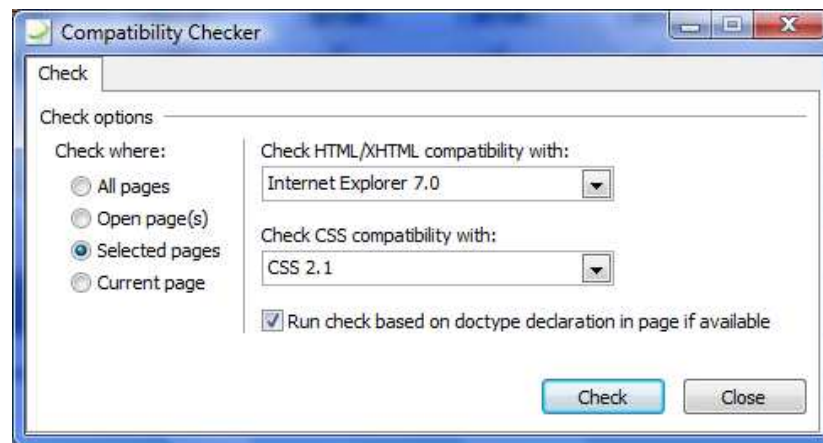 Compatibility Checker
Check
Check options
Check where:
All pages
Open page(s)
Selected pages
Current page
Check HTML/XHTML compatibility with:
Internet Explorer 7.0
Check CSS compatibility with:
CSS 2.1
Run check based on doctype declaration in page if available
Check
Close